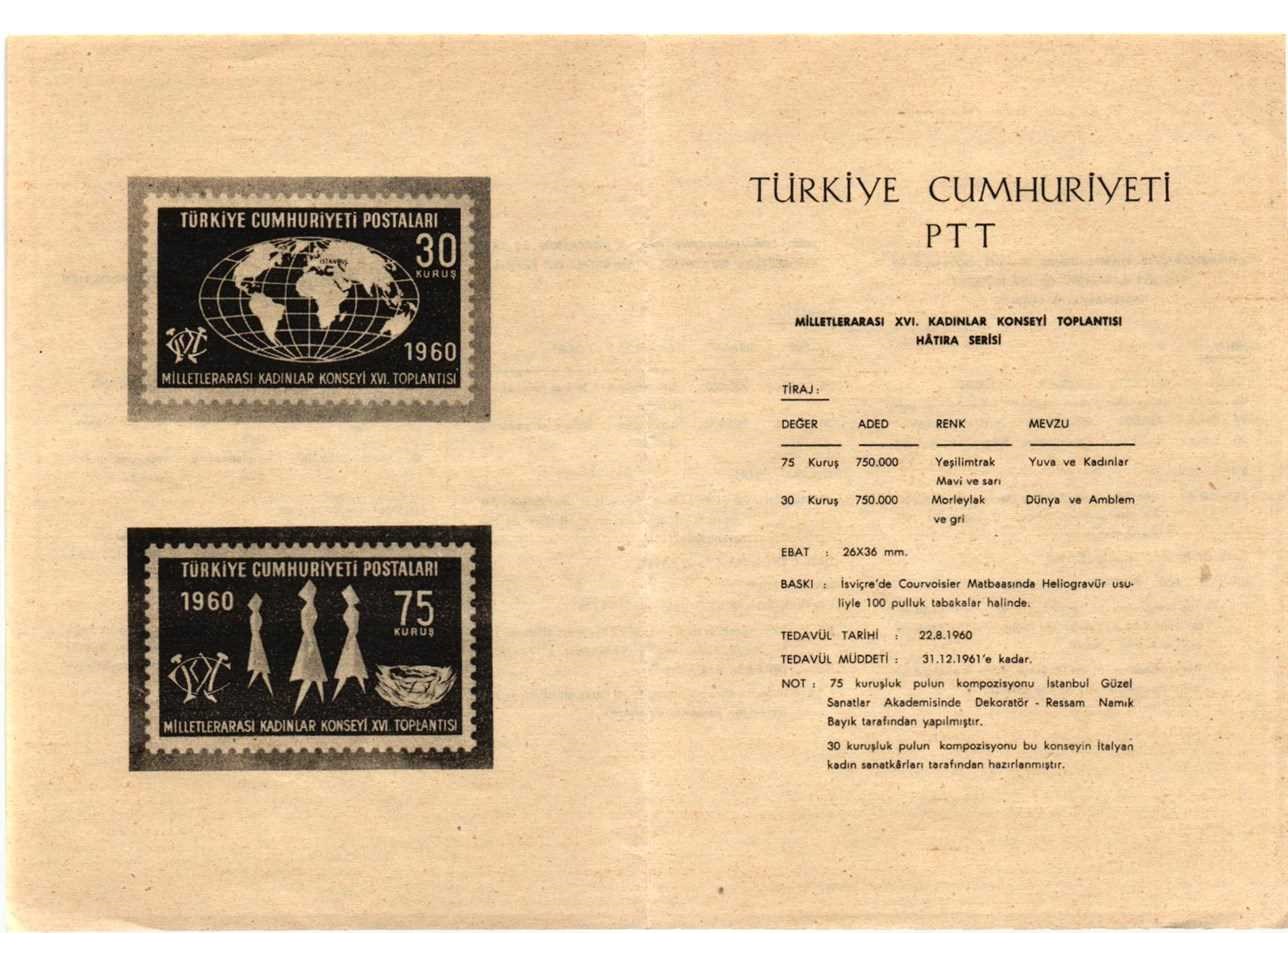 TÜRKİYE CUMHURİYETİ POSTALARI
30
KURUŞ
İSTANBUL
1960
MİLLETLERARASI KADINLAR KONSEYİ XVI. TOPLANTISI
TÜRKİYE CUMHURİYETİ POSTALARI
1960
75
KURUŞ
MİLLETLERARASI KADINLAR KONSEYİ XVI. TOPLANTISI
TÜRKİYE CUMHURİYETİ
PTT
MİLLETLERARASI XVI. KADINLAR KONSEYİ TOPLANTISI
HÂTIRA SERİSİ
TİRAJ :
DEĞER ADED RENK MEVZU
75 Kuruş 750.000 Yeşilimtrak Yuva ve Kadınlar
Mavi ve sarı
30 Kuruş 750.000 Morleylak Dünya ve Amblem
ve gri
EBAT : 26X36 mm.
BASKI : İsviçre'de Courvoisier Matbaasında Heliogravür usu-
liyle 100 pulluk tabakalar halinde.
TEDAVÜL TARİHİ : 22.8.1960
TEDAVÜL MÜDDETİ : 31.12.1961'e kadar.
NOT : 75 kuruşluk pulun kompozisyonu İstanbul Güzel
Sanatlar Akademisinde Dekoratör - Ressam Namık
Bayık tarafından yapılmıştır.
30 kuruşluk pulun kompozisyonu bu konseyin İtalyan
kadın sanatkârları tarafından hazırlanmıştır.